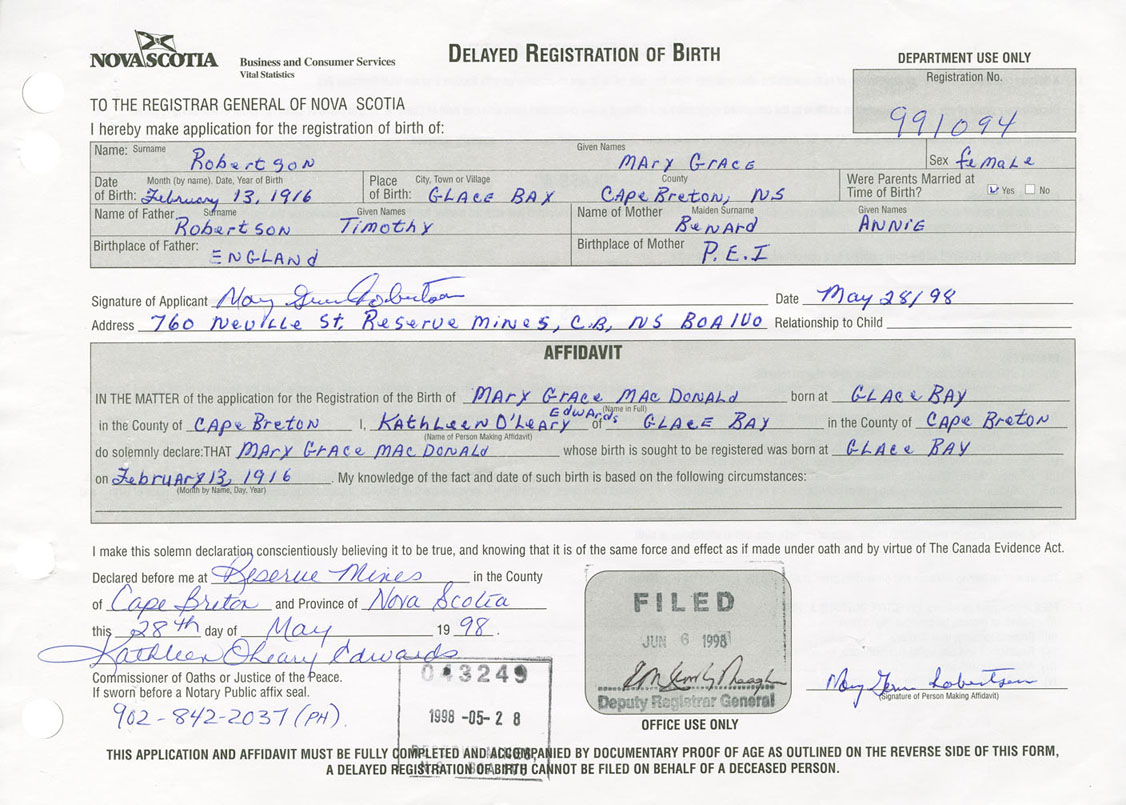 NOVA SCOTIA
Business and Consumer Services
Vital Statistics
DELAYED REGISTRATION OF BIRTH
DEPARTMENT USE ONLY
Registration No.
991094
TO THE REGISTRAR GENERAL OF NOVA SCOTIA
I hereby make application for the registration of birth of:
Name: Surname Robertson Given Names Mary Grace Sex female
Date of Birth: Month (by name), Date, Year of Birth February 13, 1916 Place of Birth: City, Town or Village Glace Bay County Cape Breton, NS Were Parents Married at Time of Birth? Yes No
Name of Father Surname Robertson Given Names Timothy Name of Mother Maiden Surname Benard Given Names Annie
Birthplace of Father: England Birthplace of Mother P.E.I
Signature of Applicant Mary Robertson Date May 28/98
Address 760 Neville St. Reserve Mines, C.B, NS B0A 1V0 Relationship to Child
AFFIDAVIT
IN THE MATTER of the application for the Registration of the Birth of Mary Grace MacDonald born at Glace Bay
(Name in Full)
in the County of Cape Breton I, Kathleen O'Leary Edwards of Glace Bay in the County of Cape Breton
(Name of Person Making Affidavit)
do solemnly declare:THAT Mary Grace MacDonald whose birth is sought to be registered was born at Glace Bay
on February 13, 1916. My knowledge of the fact and date of such birth is based on the following circumstances:
(Month by Name, Day, Year)
I make this solemn declaration conscientiously believing it to be true, and knowing that it is of the same force and effect as if made under oath and by virtue of The Canada Evidence Act.
Declared before me at Reserve Mines in the County
of Cape Breton and Province of Nova Scotia
this 28th day of May 1998.
Kathleen O'Leary Edwards
Commissioner of Oaths or Justice of the Peace.
If sworn before a Notary Public affix seal.
902-842-2037 (PH).
043249
1998 -05- 28
FILED
JUN 6 1998
Deputy Registrar General
OFFICE USE ONLY
Mary Robertson
(Signature of Person Making Affidavit)
THIS APPLICATION AND AFFIDAVIT MUST BE FULLY COMPLETED AND ACCOMPANIED BY DOCUMENTARY PROOF OF AGE AS OUTLINED ON THE REVERSE SIDE OF THIS FORM,
A DELAYED REGISTRATION OF BIRTH CANNOT BE FILED ON BEHALF OF A DECEASED PERSON.